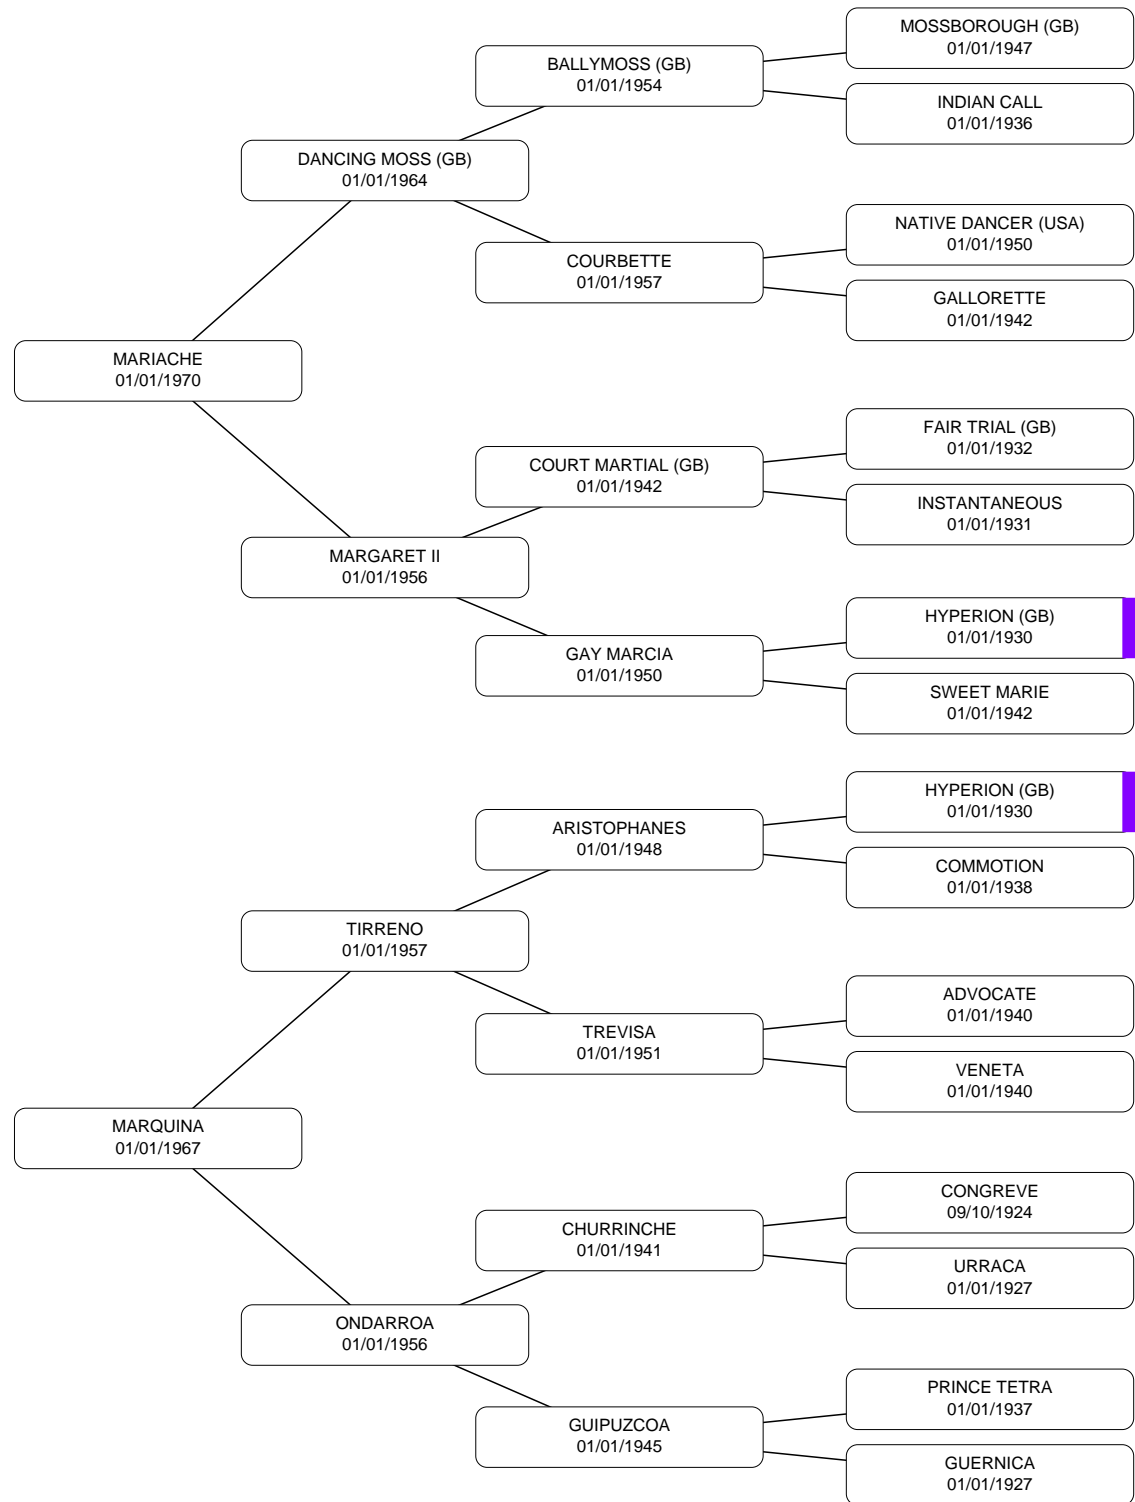 MOSSBOROUGH (GB)
01/01/1947
BALLYMOSS (GB)
01/01/1954
INDIAN CALL
01/01/1936
DANCING MOSS (GB)
01/01/1964
NATIVE DANCER (USA)
01/01/1950
COURBETTE
01/01/1957
GALLORETTE
01/01/1942
MARIACHE
01/01/1970
FAIR TRIAL (GB)
01/01/1932
COURT MARTIAL (GB)
01/01/1942
INSTANTANEOUS
01/01/1931
MARGARET II
01/01/1956
HYPERION (GB)
01/01/1930
GAY MARCIA
01/01/1950
SWEET MARIE
01/01/1942
HYPERION (GB)
01/01/1930
ARISTOPHANES
01/01/1948
COMMOTION
01/01/1938
TIRRENO
01/01/1957
ADVOCATE
01/01/1940
TREVISA
01/01/1951
VENETA
01/01/1940
MARQUINA
01/01/1967
CONGREVE
09/10/1924
CHURRINCHE
01/01/1941
URRACA
01/01/1927
ONDARROA
01/01/1956
PRINCE TETRA
01/01/1937
GUIPUZCOA
01/01/1945
GUERNICA
01/01/1927